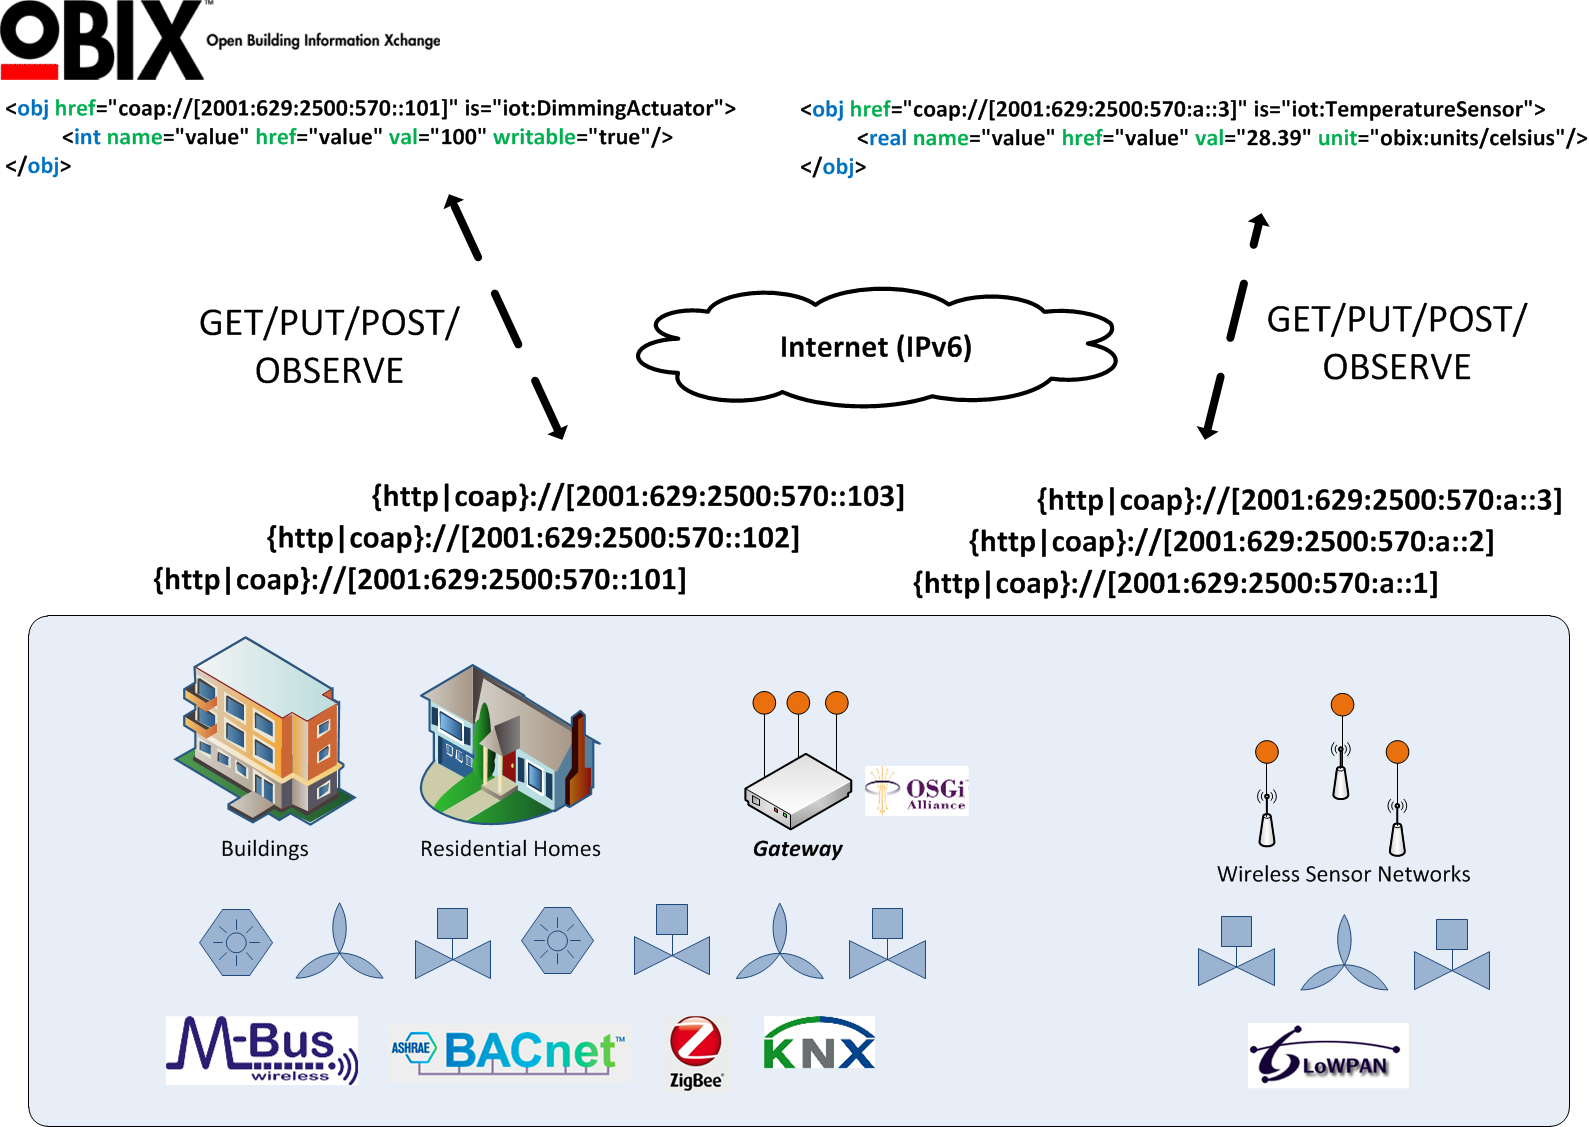 oBIX™ Open Building Information Xchange
<obj href="coap://[2001:629:2500:570::101]" is="iot:DimmingActuator">
<int name="value" href="value" val="100" writable="true"/>
</obj>
<obj href="coap://[2001:629:2500:570:a::3]" is="iot:TemperatureSensor">
<real name="value" href="value" val="28.39" unit="obix:units/celsius"/>
</obj>
GET/PUT/POST/
OBSERVE
Internet (IPv6)
GET/PUT/POST/
OBSERVE
{http|coap}://[2001:629:2500:570::103]
{http|coap}://[2001:629:2500:570::102]
{http|coap}://[2001:629:2500:570::101]
{http|coap}://[2001:629:2500:570:a::3]
{http|coap}://[2001:629:2500:570:a::2]
{http|coap}://[2001:629:2500:570:a::1]
Buildings
Residential Homes
Gateway
OSGi™
Alliance
Wireless Sensor Networks
M-Bus
wireless
ASHRAE BACnet™
ZigBee®
KNX
6LoWPAN